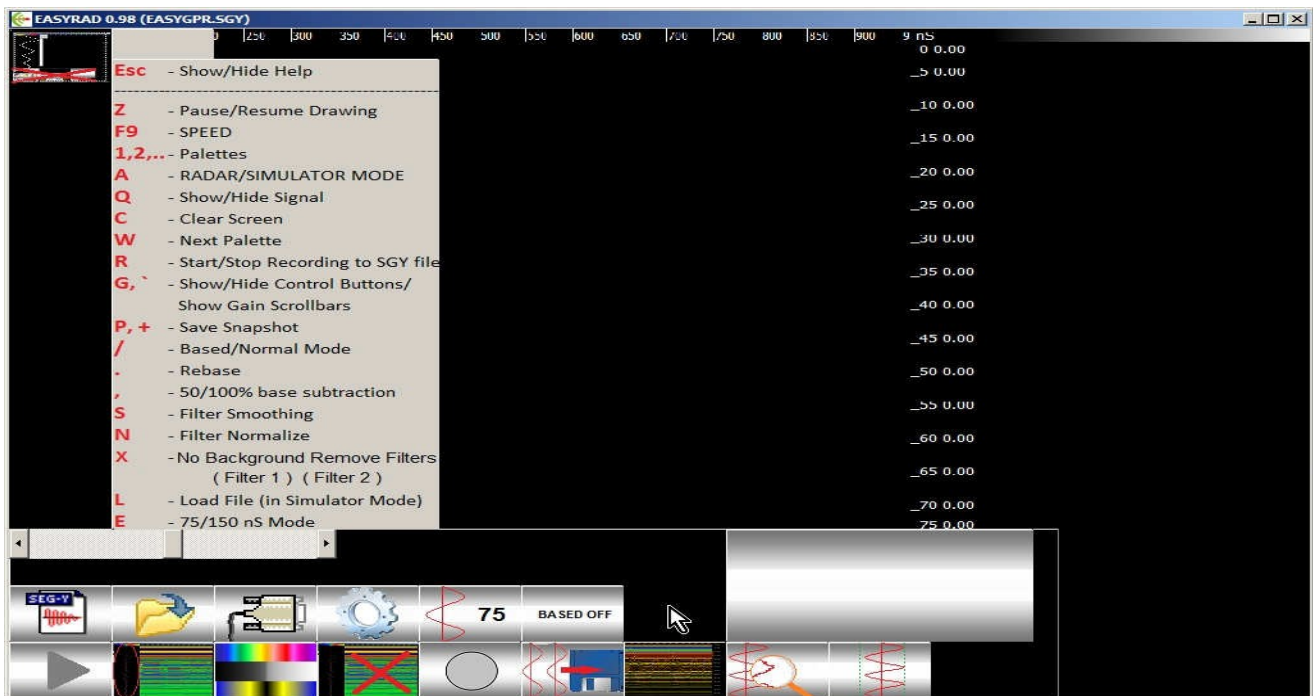 EASYRAD 0.98 (EASYGPR.SGY)
250 300 350 400 450 500 550 600 650 700 750 800 850 900 9 nS
0 0.00
_5 0.00
_10 0.00
_15 0.00
_20 0.00
_25 0.00
_30 0.00
_35 0.00
_40 0.00
_45 0.00
_50 0.00
_55 0.00
_60 0.00
_65 0.00
_70 0.00
75 0.00
Esc - Show/Hide Help
Z - Pause/Resume Drawing
F9 - SPEED
1,2,.. - Palettes
A - RADAR/SIMULATOR MODE
Q - Show/Hide Signal
C - Clear Screen
W - Next Palette
R - Start/Stop Recording to SGY file
G, ` - Show/Hide Control Buttons/
Show Gain Scrollbars
P, + - Save Snapshot
/ - Based/Normal Mode
. - Rebase
, - 50/100% base subtraction
S - Filter Smoothing
N - Filter Normalize
X -No Background Remove Filters
( Filter 1 ) ( Filter 2 )
L - Load File (in Simulator Mode)
E - 75/150 nS Mode
SEG-Y
75
BASED OFF